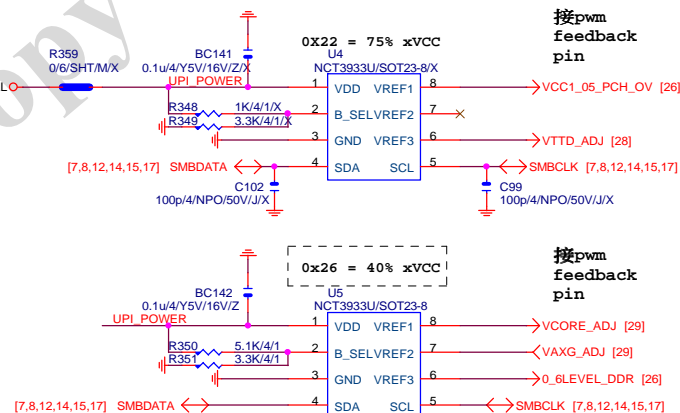 opy
0X22 = 75% xVCC
接pwm
feedback
pin
R359
0/6/SHT/M/X
BC141
0.1u/4/Y5V/16V/Z/X
U4
NCT3933U/SOT23-8/X
L
UPI_POWER
1 VDD VREF1 8
VCC1_05_PCH_OV [26]
R348 1K/4/1/X
2 B_SEL VREF2 7
R349 3.3K/4/1/X
3 GND VREF3 6
VTTD_ADJ [28]
[7,8,12,14,15,17] SMBDATA
4 SDA SCL 5
SMBCLK [7,8,12,14,15,17]
C102
100p/4/NPO/50V/J/X
C99
100p/4/NPO/50V/J/X
0x26 = 40% xVCC
接pwm
feedback
pin
BC142
0.1u/4/Y5V/16V/Z
U5
NCT3933U/SOT23-8
UPI_POWER
1 VDD VREF1 8
VCORE_ADJ [29]
R350 5.1K/4/1
2 B_SEL VREF2 7
VAXG_ADJ [29]
R351 3.3K/4/1
3 GND VREF3 6
0_6LEVEL_DDR [26]
[7,8,12,14,15,17] SMBDATA
4 SDA SCL 5
SMBCLK [7,8,12,14,15,17]